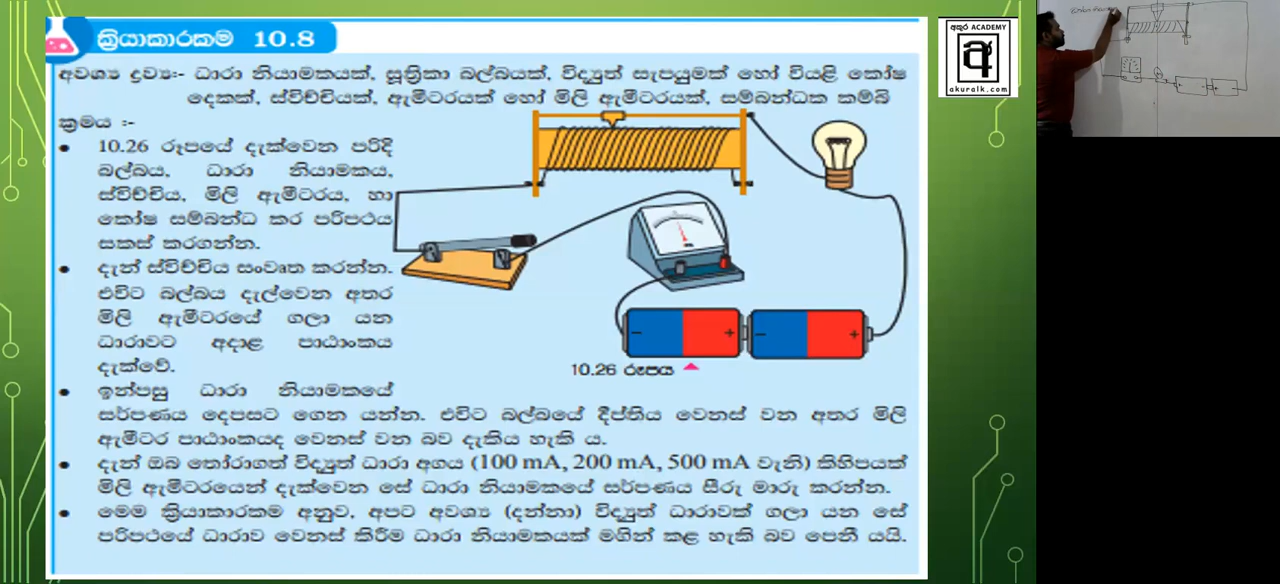 ක්‍රියාකාරකම 10.8
අවශ්‍ය ද්‍රව්‍ය:- ධාරා නියාමකයක්, සූත්‍රිකා බල්බයක්, විද්‍යුත් සැපයුමක් හෝ වියළි කෝෂ
දෙකක්, ස්විච්චියක්, ඇමීටරයක් හෝ මිලි ඇමීටරයක්, සම්බන්ධක කම්බි
ක්‍රමය :-
• 10.26 රූපයේ දැක්වෙන පරිදි
බල්බය, ධාරා නියාමකය,
ස්විච්චිය, මිලි ඇමීටරය, හා
කෝෂ සම්බන්ධ කර පරිපථය
සකස් කරගන්න.
• දැන් ස්විච්චිය සංවෘත කරන්න.
එවිට බල්බය දැල්වෙන අතර
මිලි ඇමීටරයේ ගලා යන
ධාරාවට අදාළ පාඨාංකය
දැක්වේ.
• ඉන්පසු ධාරා නියාමකයේ
සර්පණය දෙපසට ගෙන යන්න. එවිට බල්බයේ දීප්තිය වෙනස් වන අතර මිලි
ඇමීටර පාඨාංකයද වෙනස් වන බව දැකිය හැකි ය.
• දැන් ඔබ තෝරාගත් විද්‍යුත් ධාරා අගය (100 mA, 200 mA, 500 mA වැනි) කිහිපයක්
මිලි ඇමීටරයෙන් දැක්වෙන සේ ධාරා නියාමකයේ සර්පණය සීරු මාරු කරන්න.
• මෙම ක්‍රියාකාරකම අනුව, අපට අවශ්‍ය (දන්නා) විද්‍යුත් ධාරාවක් ගලා යන සේ
පරිපථයේ ධාරාව වෙනස් කිරීම ධාරා නියාමකයක් මගින් කළ හැකි බව පෙනී යයි.
- + - +
10.26 රූපය
අකුර ACADEMY
අ
akuralk.com